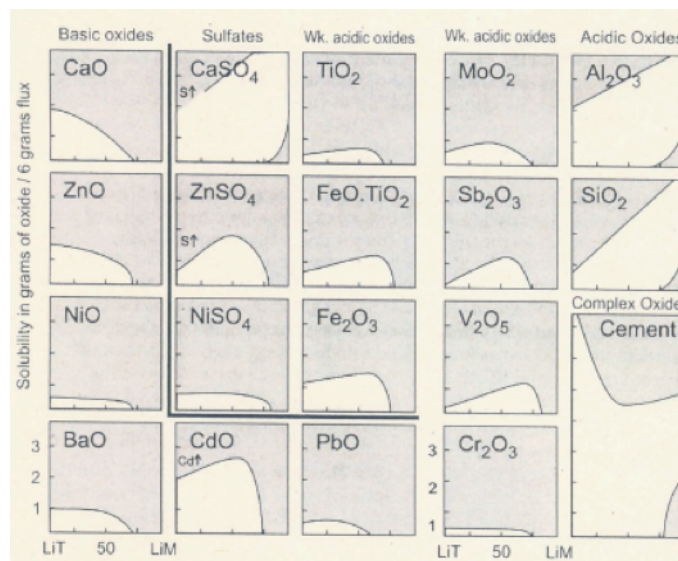 Basic oxides Sulfates Wk. acidic oxides Wk. acidic oxides Acidic Oxides
CaO CaSO4 TiO2 MoO2 Al2O3
S↑
ZnO ZnSO4 FeO.TiO2 Sb2O3 SiO2
S↑
Complex Oxide
NiO NiSO4 Fe2O3 V2O5 Cement
BaO CdO PbO Cr2O3
Cd↑
3 3
2 2
1 1
LiT 50 LiM LiT 50 LiM
Solubility in grams of oxide / 6 grams flux